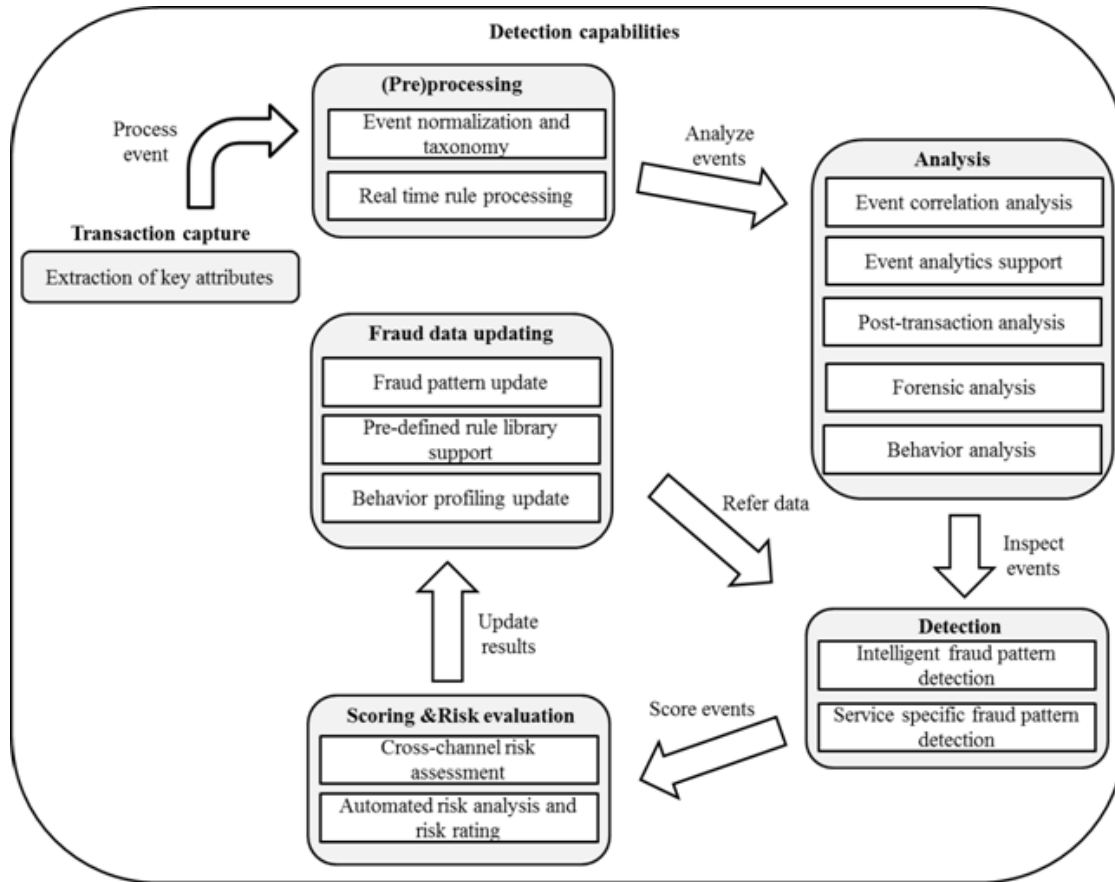 Detection capabilities
(Pre)processing
Event normalization and
taxonomy
Real time rule processing
Process
event
Analyze
events
Transaction capture
Extraction of key attributes
Analysis
Event correlation analysis
Event analytics support
Post-transaction analysis
Forensic analysis
Behavior analysis
Fraud data updating
Fraud pattern update
Pre-defined rule library
support
Behavior profiling update
Refer data
Inspect
events
Detection
Intelligent fraud pattern
detection
Service specific fraud pattern
detection
Update
results
Score events
Scoring &Risk evaluation
Cross-channel risk
assessment
Automated risk analysis and
risk rating